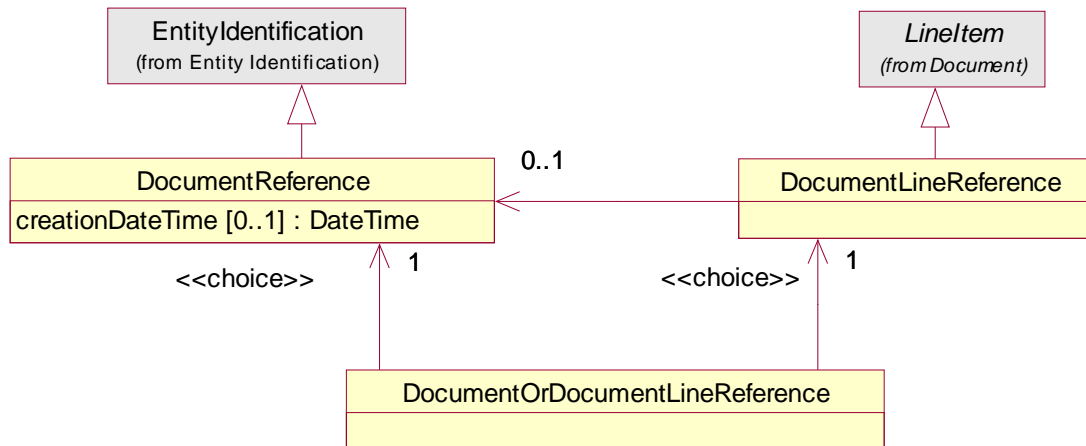 EntityIdentification
(from Entity Identification)
LineItem
(from Document)
DocumentReference
creationDateTime [0..1] : DateTime
0..1
DocumentLineReference
<<choice>>
1
<<choice>>
1
DocumentOrDocumentLineReference